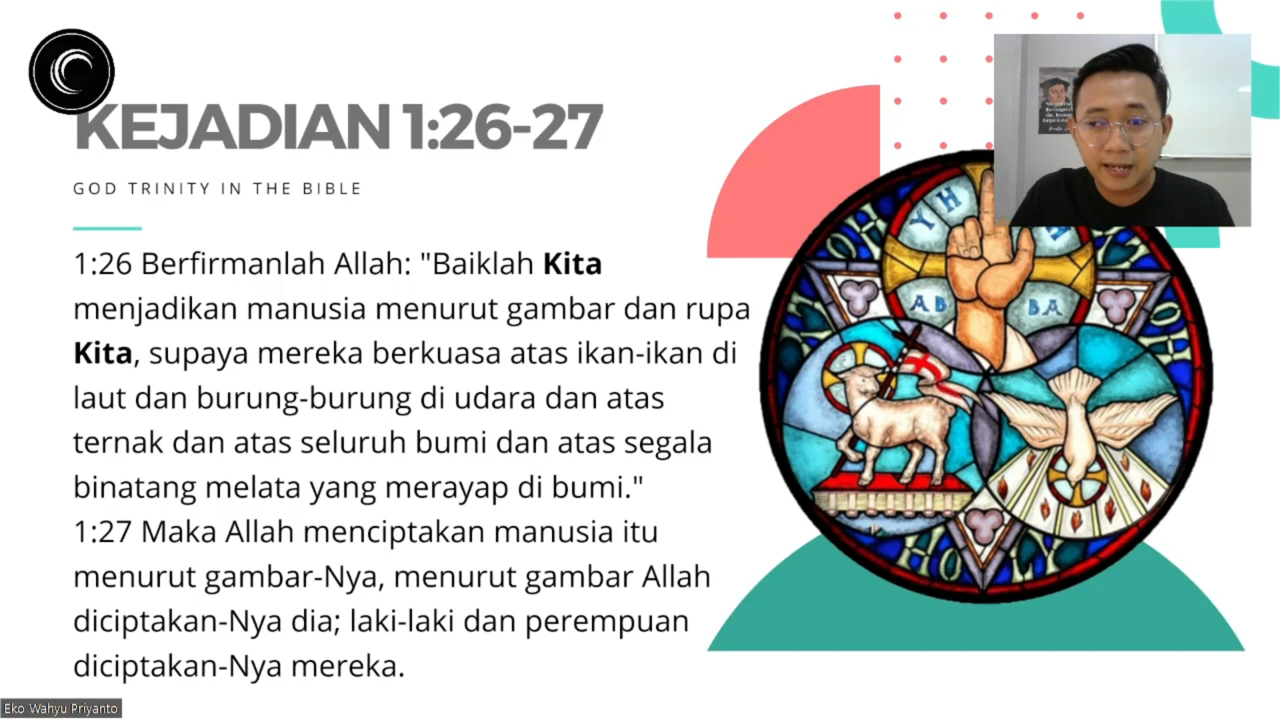 KEJADIAN 1:26-27
GOD TRINITY IN THE BIBLE
1:26 Berfirmanlah Allah: "Baiklah Kita
menjadikan manusia menurut gambar dan rupa
Kita, supaya mereka berkuasa atas ikan-ikan di
laut dan burung-burung di udara dan atas
ternak dan atas seluruh bumi dan atas segala
binatang melata yang merayap di bumi."
1:27 Maka Allah menciptakan manusia itu
menurut gambar-Nya, menurut gambar Allah
diciptakan-Nya dia; laki-laki dan perempuan
diciptakan-Nya mereka.
YH
AB BA
Eko Wahyu Priyanto